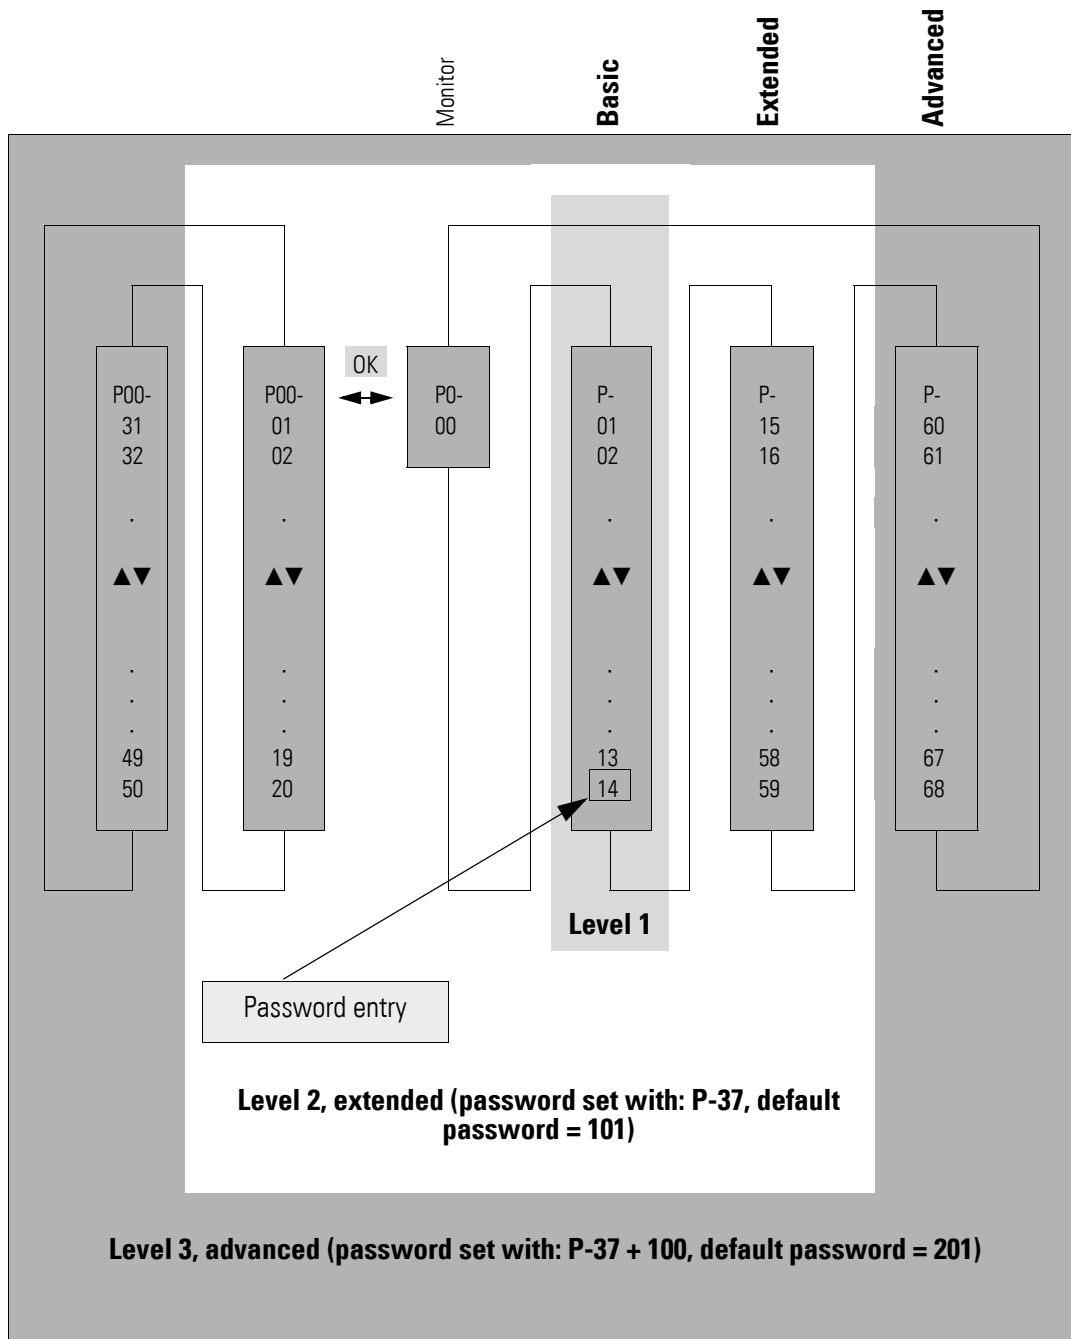 Monitor
Basic
Extended
Advanced
P00-
31
32
.
▲▼
.
.
.
49
50
P00-
01
02
.
▲▼
.
.
.
19
20
OK
P0-
00
P-
01
02
.
▲▼
.
.
.
13
14
P-
15
16
.
▲▼
.
.
.
58
59
P-
60
61
.
▲▼
.
.
.
67
68
Level 1
Password entry
Level 2, extended (password set with: P-37, default
password = 101)
Level 3, advanced (password set with: P-37 + 100, default password = 201)